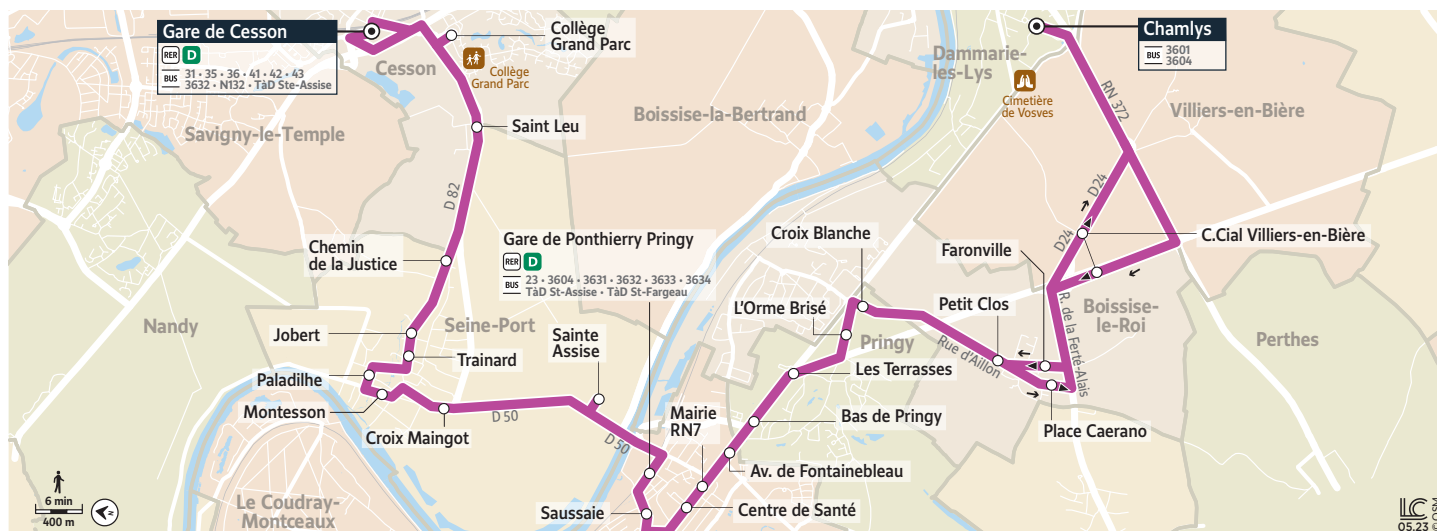 Gare de Cesson
RER D
BUS 31 • 35 • 36 • 41 • 42 • 43
3632 • N132 • TàD Ste-Assise
Collège
Grand Parc
Cesson
Collège
Grand Parc
Savigny-le-Temple
Saint Leu
Boissise-la-Bertrand
Dammarie-
les-Lys
Cimetière
de Vosves
Chamlys
BUS 3601
3604
RN 372
Villiers-en-Bière
D 82
D24
D24
Chemin
de la Justice
Gare de Ponthierry Pringy
RER D
BUS 23 • 3604 • 3631 • 3632 • 3633 • 3634
TàD St-Assise • TàD St-Fargeau
Croix Blanche
Faronville
C.Cial Villiers-en-Bière
Nandy
Jobert
Seine-Port
Trainard
Sainte
Assise
L'Orme Brisé
Pringy
Petit Clos
Boissise-
le-Roi
R. de la Ferté-Alais
Perthes
Paladilhe
Montesson
Croix Maingot
D 50
D 50
Les Terrasses
Rue d'Aillon
Mairie
RN7
Bas de Pringy
Place Caerano
Av. de Fontainebleau
Le Coudray-
Montceaux
Saussaie
Centre de Santé
6 min
400 m
LC
05.23
OSM